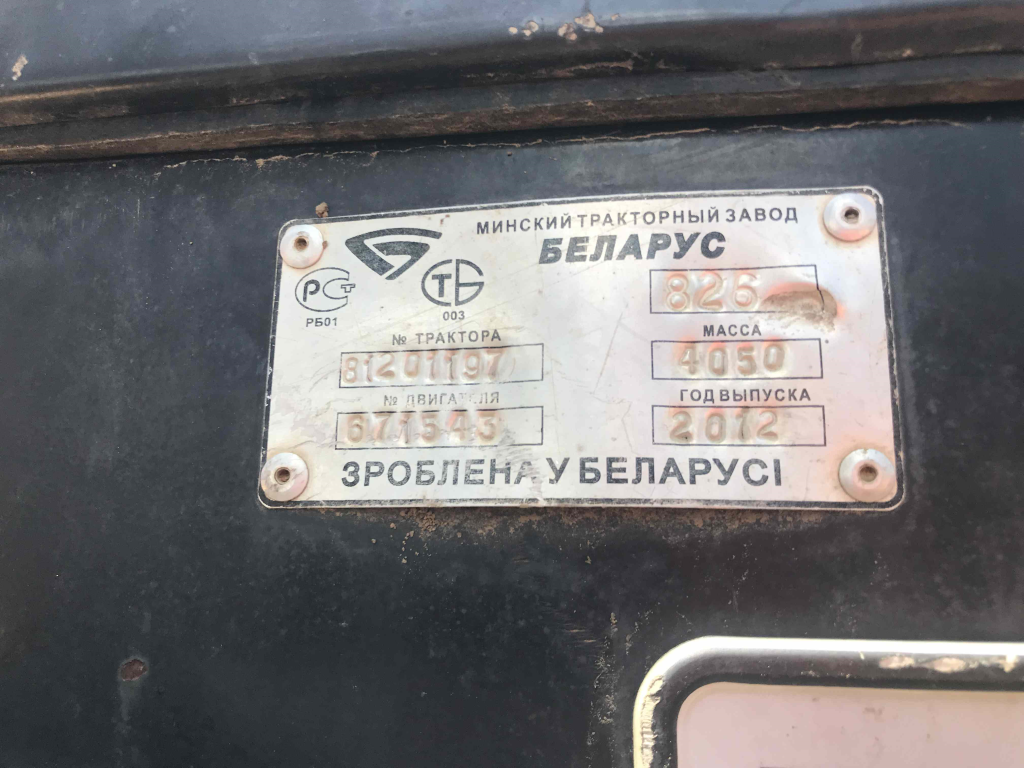 МИНСКИЙ ТРАКТОРНЫЙ ЗАВОД
БЕЛАРУС
РСТ
РБ01
СТБ
003
826
№ ТРАКТОРА
81201197
МАССА
4050
№ ДВИГАТЕЛЯ
671543
ГОД ВЫПУСКА
2012
ЗРОБЛЕНА У БЕЛАРУСІ